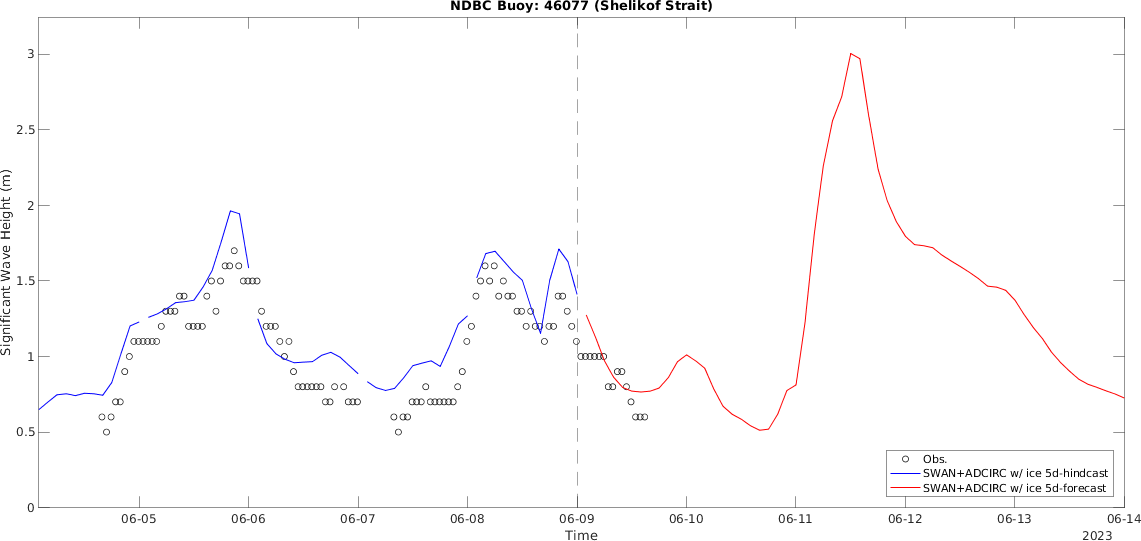 NDBC Buoy: 46077 (Shelikof Strait)
Significant Wave Height (m)
3
2.5
2
1.5
1
0.5
0
Obs.
SWAN+ADCIRC w/ ice 5d-hindcast
SWAN+ADCIRC w/ ice 5d-forecast
06-05 06-06 06-07 06-08 06-09 06-10 06-11 06-12 06-13 06-14
Time
2023